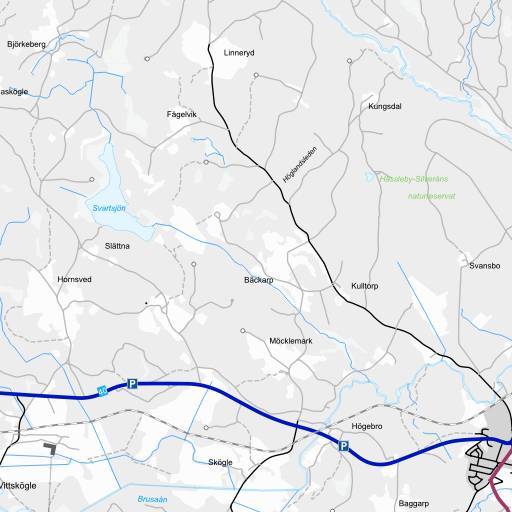 Björkeberg
Linneryd
askögle
Fågelvik
Kungsdal
Höglandsleden
Hässleby-Silveråns
naturreservat
Svartsjön
Slättna
Svansbo
Hornsved
Bäckarp
Kulltorp
Möcklemark
P
P
Högebro
Skögle
Vittskögle
Brusaån
Baggarp